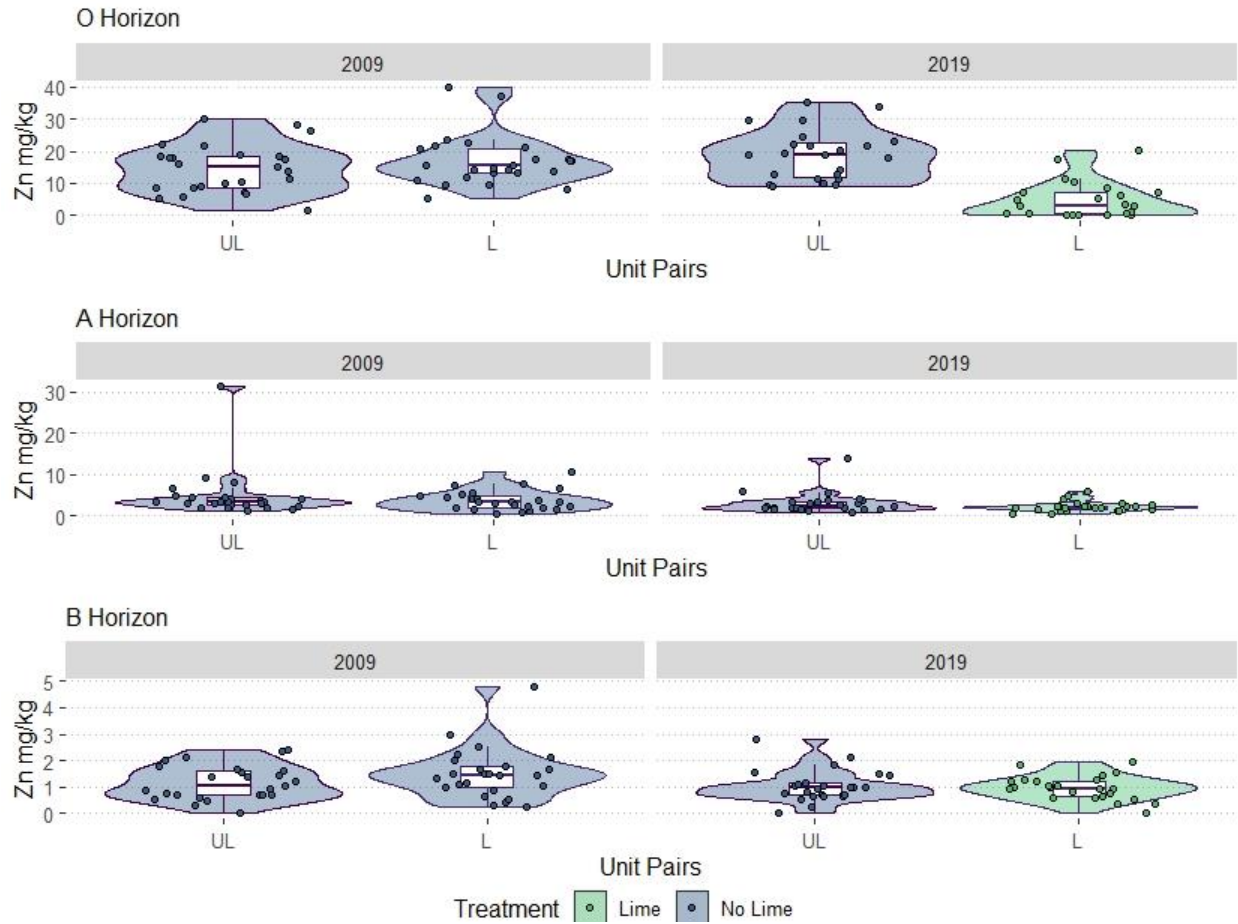 O Horizon
2009 2019
Zn mg/kg
40
30
20
10
0
UL L UL L
Unit Pairs
A Horizon
2009 2019
Zn mg/kg
30
20
10
0
UL L UL L
Unit Pairs
B Horizon
2009 2019
Zn mg/kg
5
4
3
2
1
0
UL L UL L
Unit Pairs
Treatment Lime No Lime